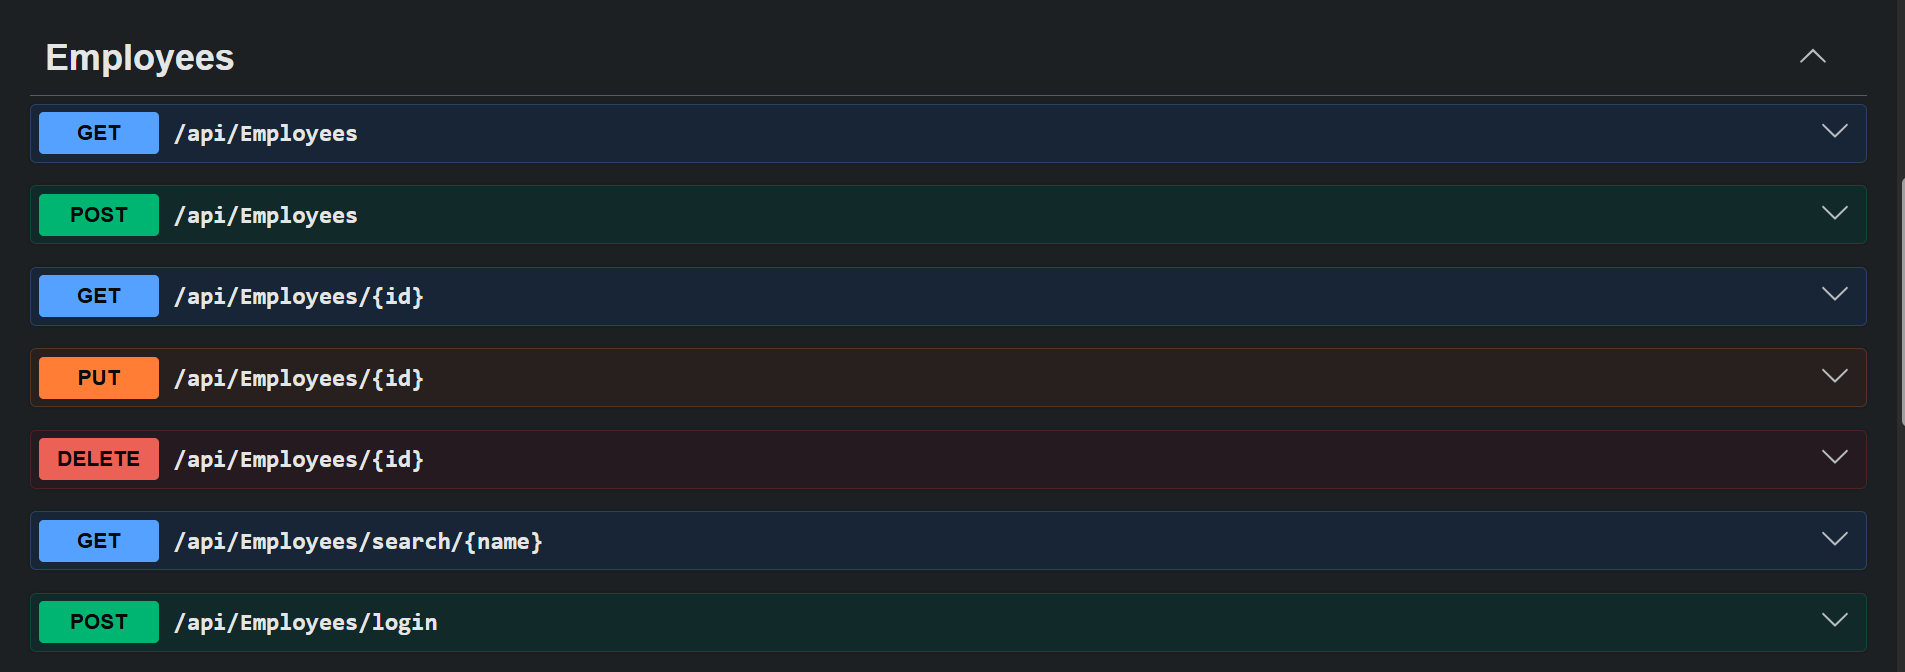 Employees
GET /api/Employees
POST /api/Employees
GET /api/Employees/{id}
PUT /api/Employees/{id}
DELETE /api/Employees/{id}
GET /api/Employees/search/{name}
POST /api/Employees/login